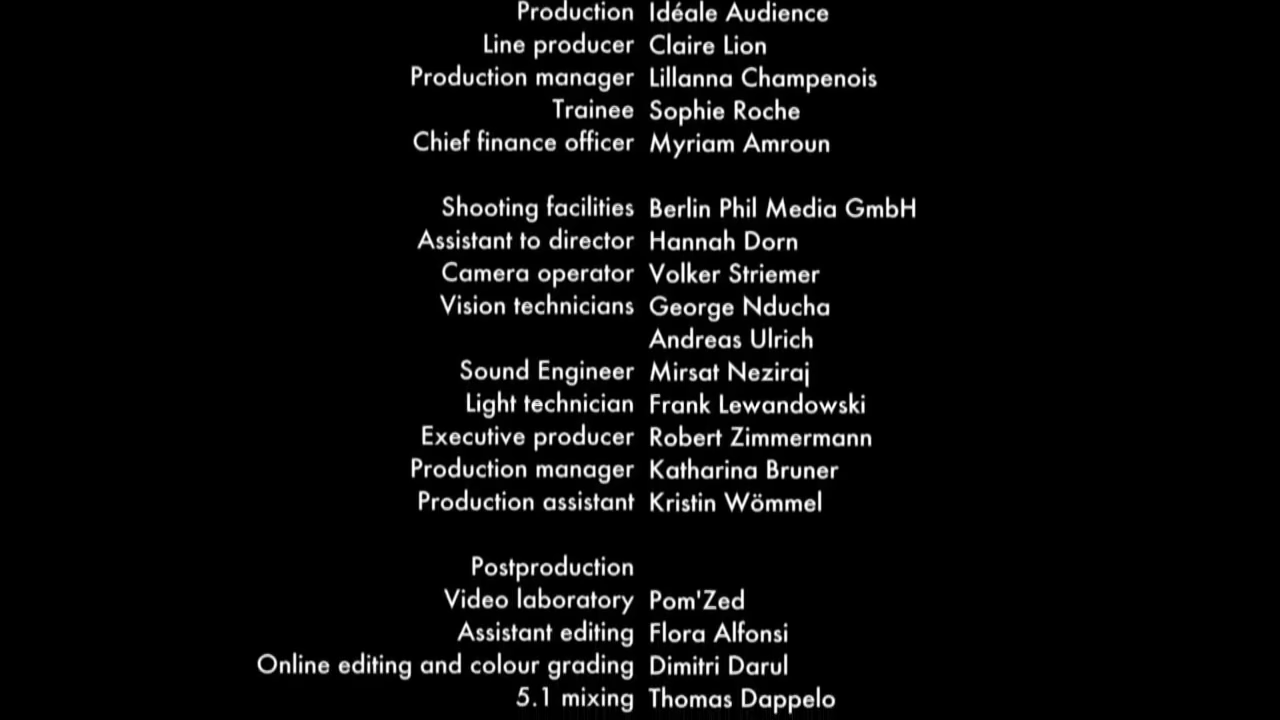 Production Idéale Audience
Line producer Claire Lion
Production manager Lillanna Champenois
Trainee Sophie Roche
Chief finance officer Myriam Amroun
Shooting facilities Berlin Phil Media GmbH
Assistant to director Hannah Dorn
Camera operator Volker Striemer
Vision technicians George Nducha
Andreas Ulrich
Sound Engineer Mirsat Neziraj
Light technician Frank Lewandowski
Executive producer Robert Zimmermann
Production manager Katharina Bruner
Production assistant Kristin Wömmel
Postproduction
Video laboratory Pom'Zed
Assistant editing Flora Alfonsi
Online editing and colour grading Dimitri Darul
5.1 mixing Thomas Dappelo